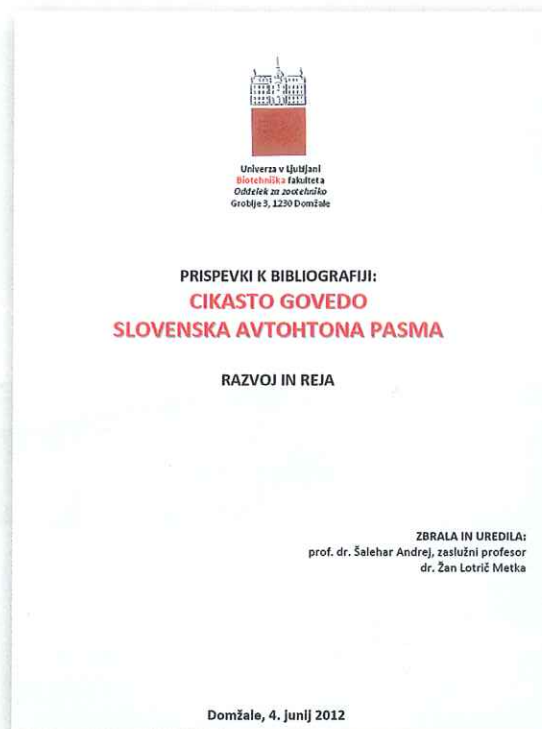 Univerza v Ljubljani
Biotehniška fakulteta
Oddelek za zootehniko
Groblje 3, 1230 Domžale
PRISPEVKI K BIBLIOGRAFIJI:
CIKASTO GOVEDO
SLOVENSKA AVTOHTONA PASMA
RAZVOJ IN REJA
ZBRALA IN UREDILA:
prof. dr. Šalehar Andrej, zaslužni profesor
dr. Žan Lotrič Metka
Domžale, 4. junij 2012